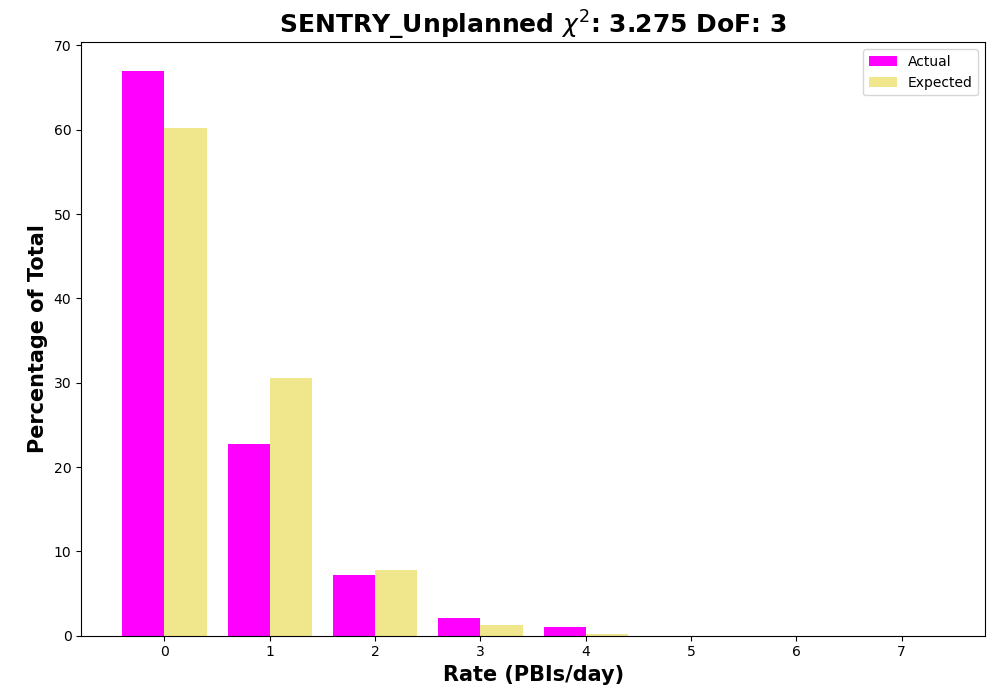 SENTRY_Unplanned χ²: 3.275 DoF: 3
Actual
Expected
Percentage of Total
70
60
50
40
30
20
10
0
0 1 2 3 4 5 6 7
Rate (PBIs/day)